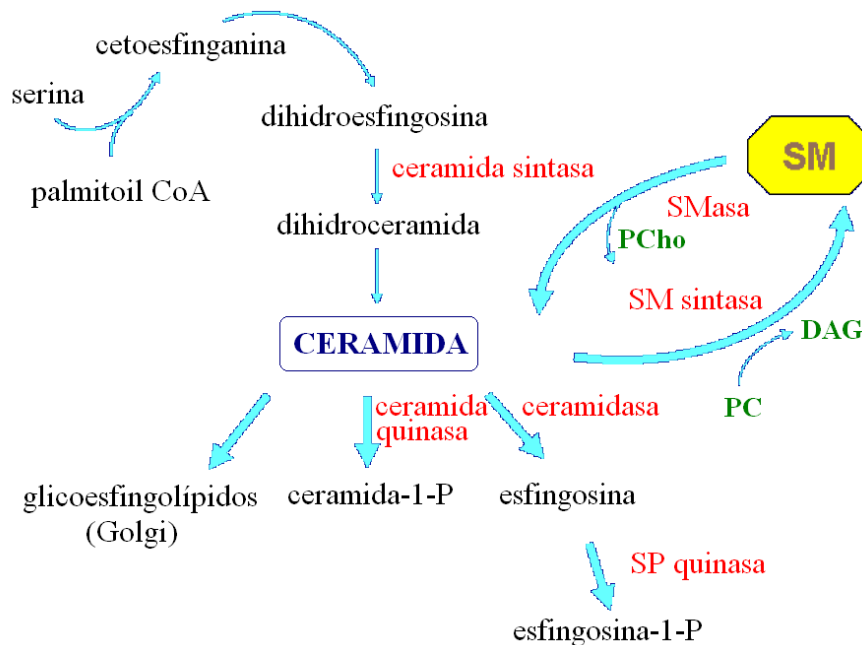 cetoesfinganina
serina
palmitoil CoA
dihidroesfingosina
ceramida sintasa
dihidroceramida
SM
SMasa
PCho
SM sintasa
DAG
PC
CERAMIDA
ceramida
quinasa
ceramidasa
glicoesfingolípidos
(Golgi)
ceramida-1-P
esfingosina
SP quinasa
esfingosina-1-P